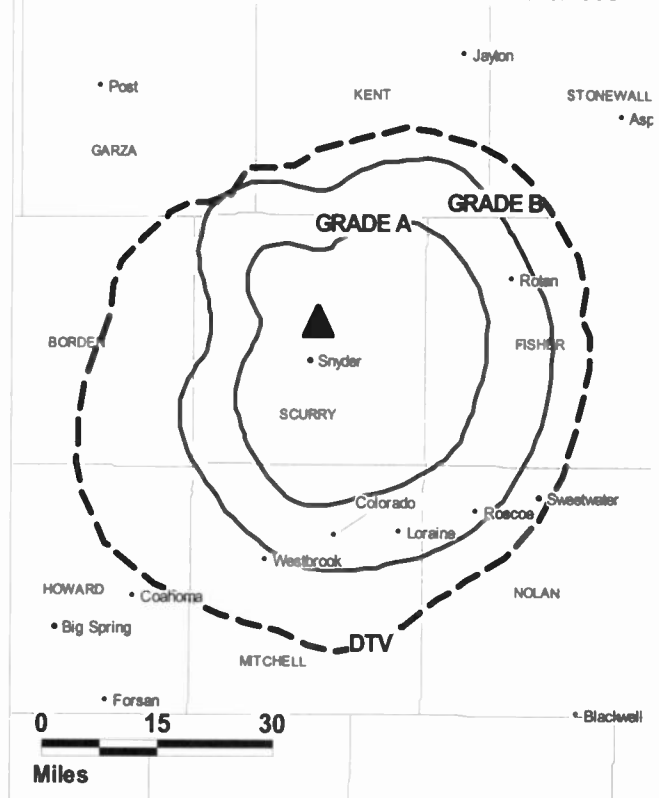 Jayton
Post
KENT
STONEWALL
Asp
GARZA
GRADE B
GRADE A
Rotan
BORDEN
FISHER
Snyder
SCURRY
Colorado
Sweetwater
Roscoe
Loraine
Westbrook
HOWARD
Coahoma
NOLAN
Big Spring
DTV
MITCHELL
Forsan
Blackwell
0 15 30
Miles